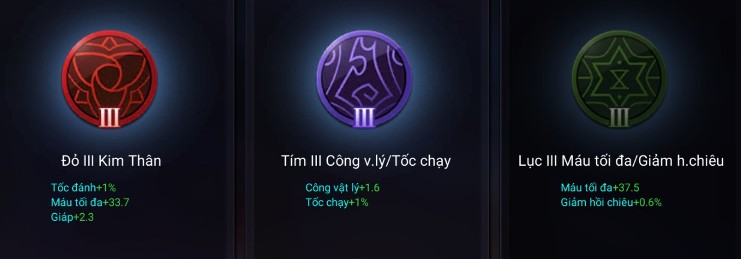 III
Đỏ III Kim Thân
Tốc đánh+1%
Máu tối đa+33.7
Giáp+2.3
III
Tím III Công v.lý/Tốc chạy
Công vật lý+1.6
Tốc chạy+1%
III
Lục III Máu tối đa/Giảm h.chiêu
Máu tối đa+37.5
Giảm hồi chiêu+0.6%